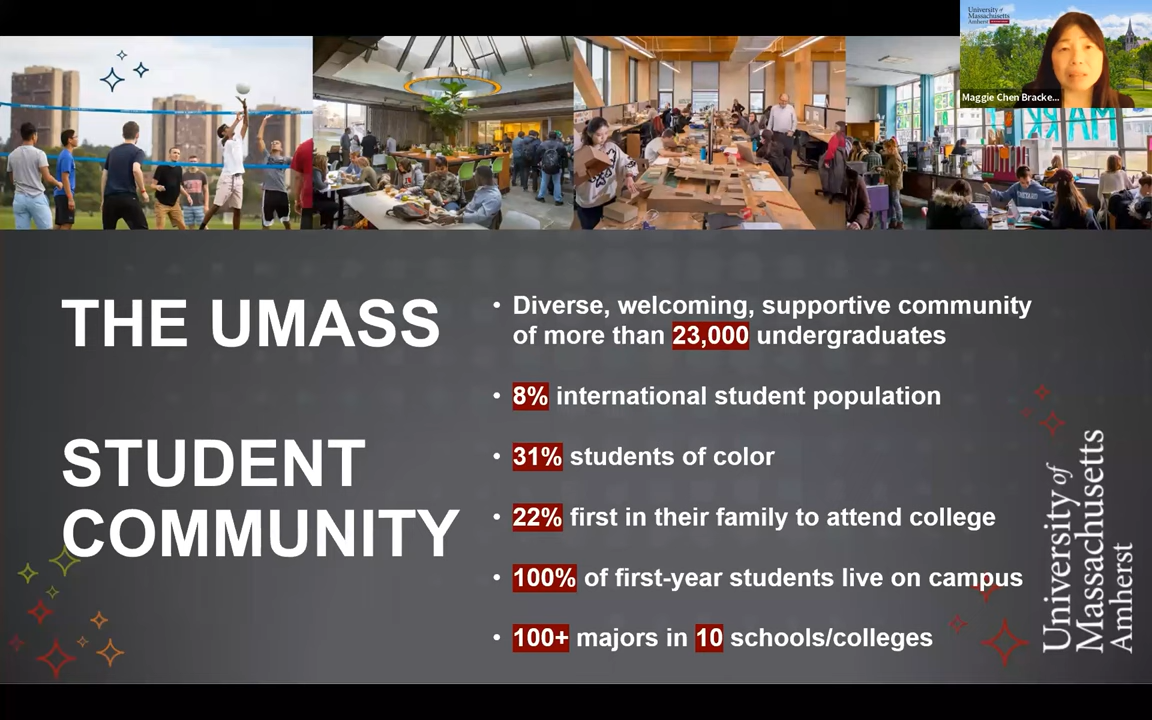 University of
Massachusetts
Amherst
Maggie Chen Bracke...
THE UMASS
STUDENT
COMMUNITY
• Diverse, welcoming, supportive community
of more than 23,000 undergraduates
• 8% international student population
• 31% students of color
• 22% first in their family to attend college
• 100% of first-year students live on campus
• 100+ majors in 10 schools/colleges
University of
Massachusetts
Amherst